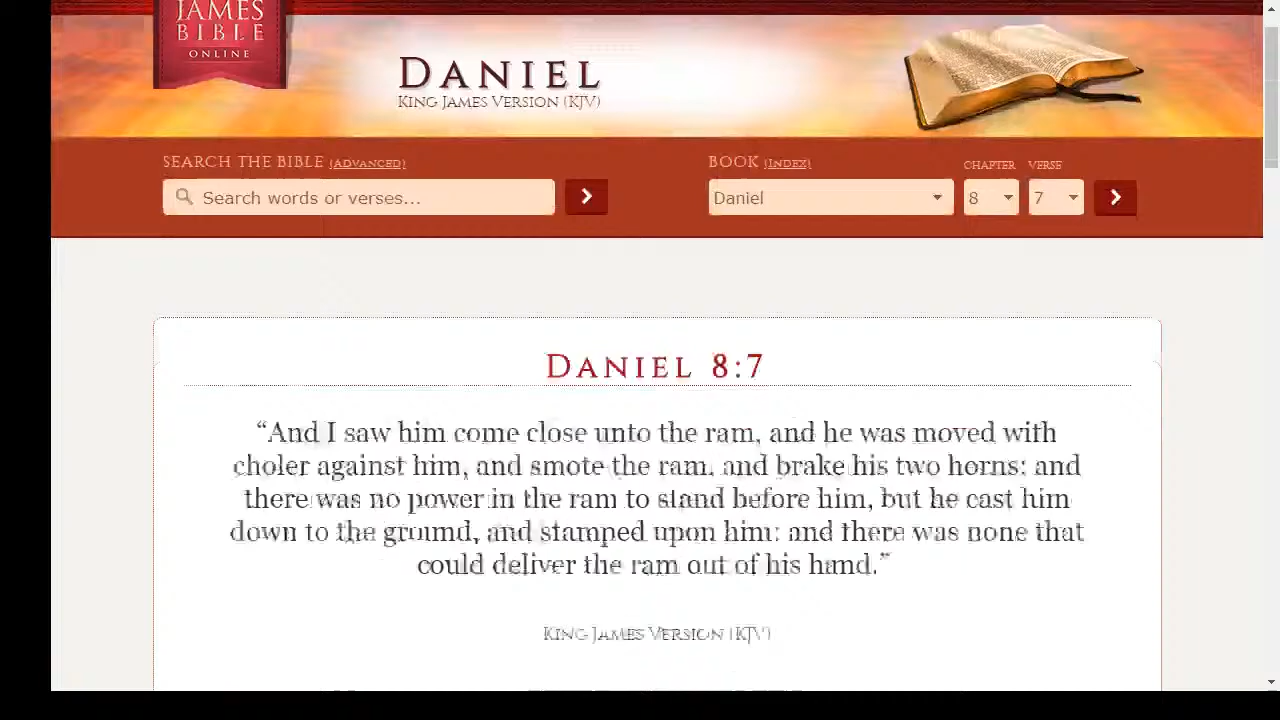 JAMES
BIBLE
ONLINE
DANIEL
KING JAMES VERSION (KJV)
SEARCH THE BIBLE (ADVANCED)
BOOK (INDEX)
CHAPTER VERSE
Search words or verses...
Daniel
8
7
DANIEL 8:7
“And I saw him come close unto the ram, and he was moved with
choler against him, and smote the ram, and brake his two horns: and
there was no power in the ram to stand before him, but he cast him
down to the ground, and stamped upon him: and there was none that
could deliver the ram out of his hand.”
KING JAMES VERSION (KJV)